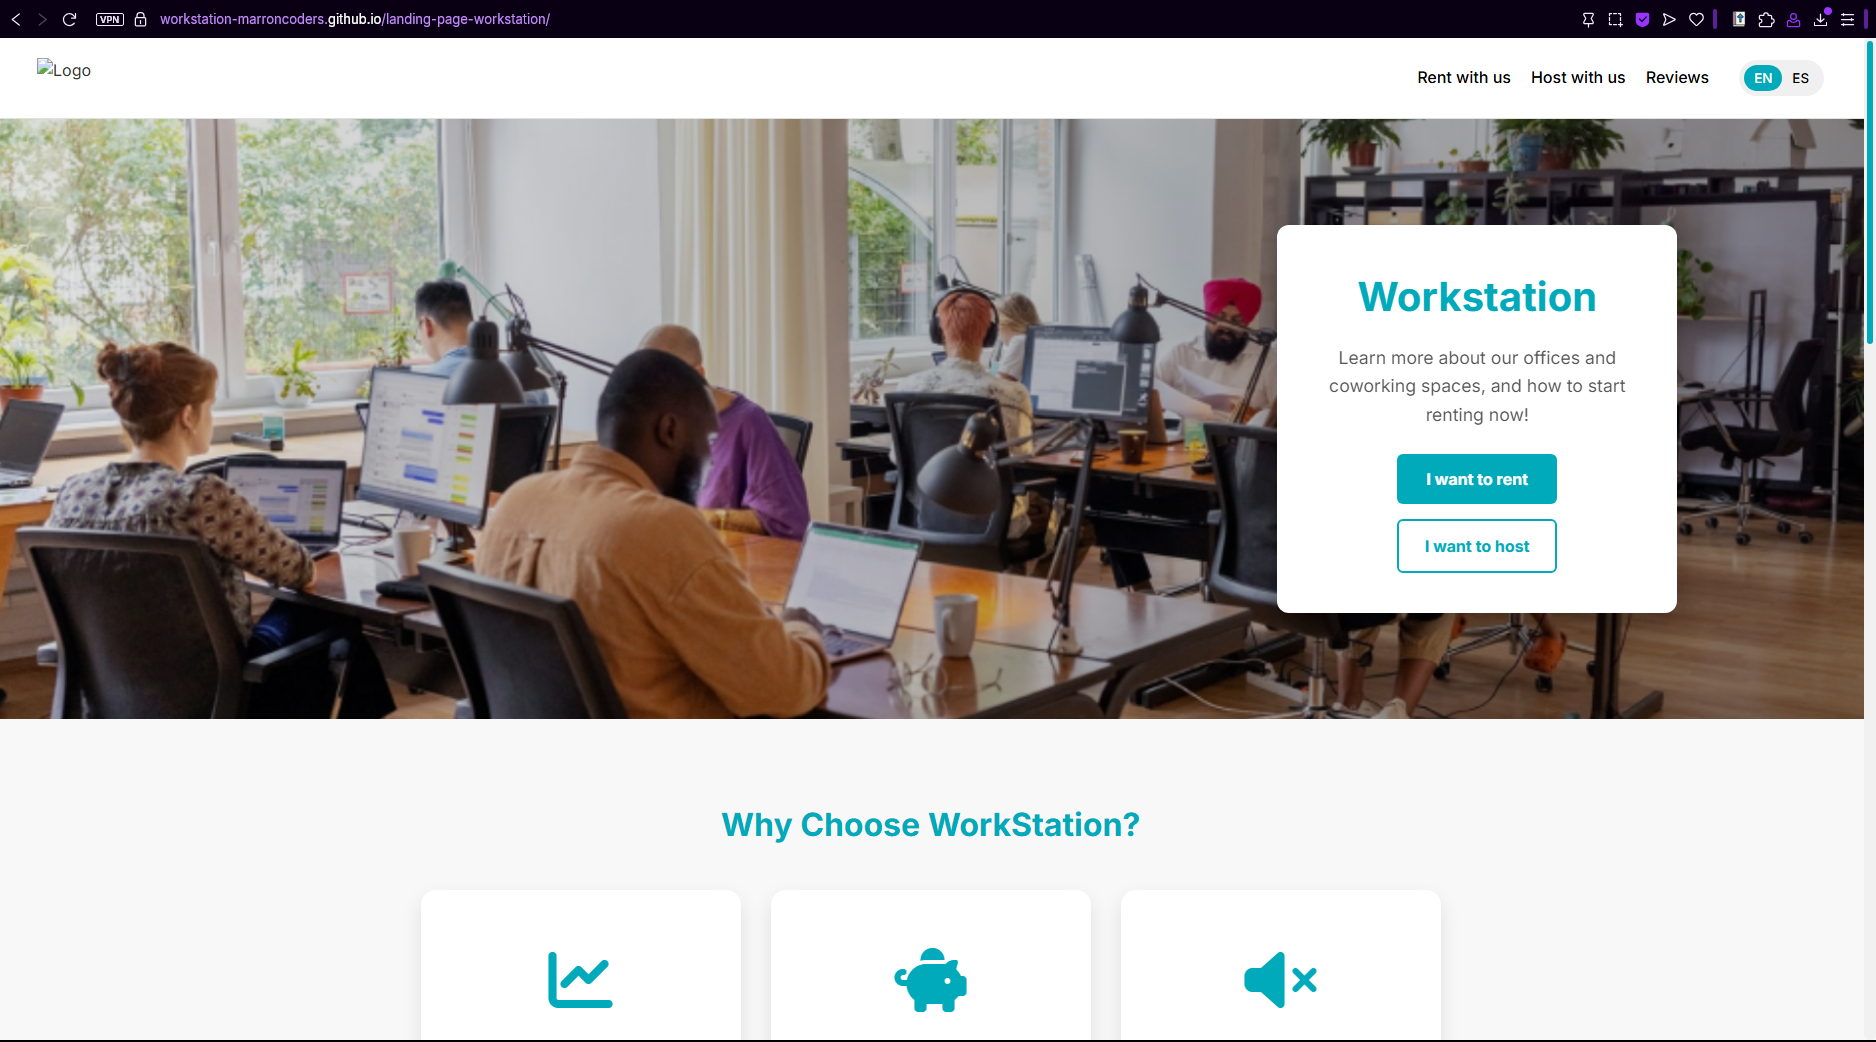 VPN
workstation-marroncoders.github.io/landing-page-workstation/
Logo
Rent with us
Host with us
Reviews
EN
ES
Workstation
Learn more about our offices and
coworking spaces, and how to start
renting now!
I want to rent
I want to host
Why Choose WorkStation?